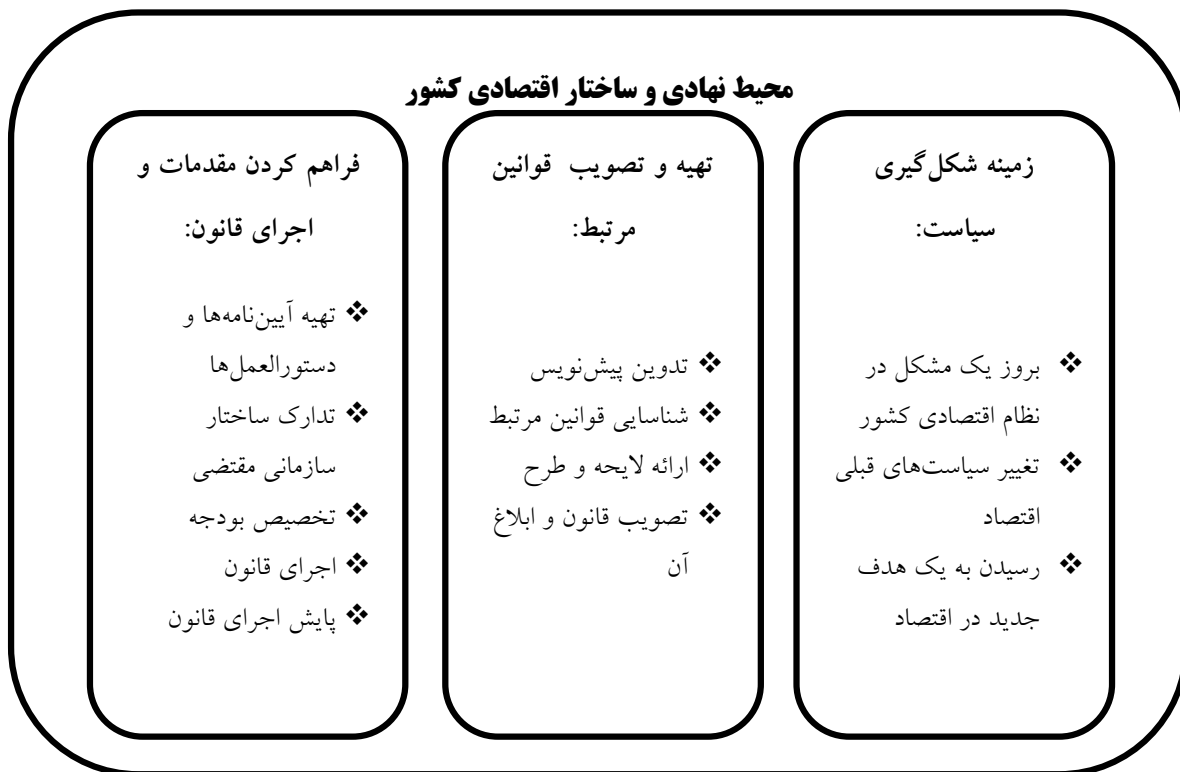 محیط نهادی و ساختار اقتصادی کشور
زمینه شکل‌گیری
سیاست:
❖ بروز یک مشکل در
نظام اقتصادی کشور
❖ تغییر سیاست‌های قبلی
اقتصاد
❖ رسیدن به یک هدف
جدید در اقتصاد
تهیه و تصویب قوانین
مرتبط:
❖ تدوین پیش‌نویس
❖ شناسایی قوانین مرتبط
❖ ارائه لایحه و طرح
❖ تصویب قانون و ابلاغ
آن
فراهم کردن مقدمات و
اجرای قانون:
❖ تهیه آیین‌نامه‌ها و
دستورالعمل‌ها
❖ تدارک ساختار
سازمانی مقتضی
❖ تخصیص بودجه
❖ اجرای قانون
❖ پایش اجرای قانون